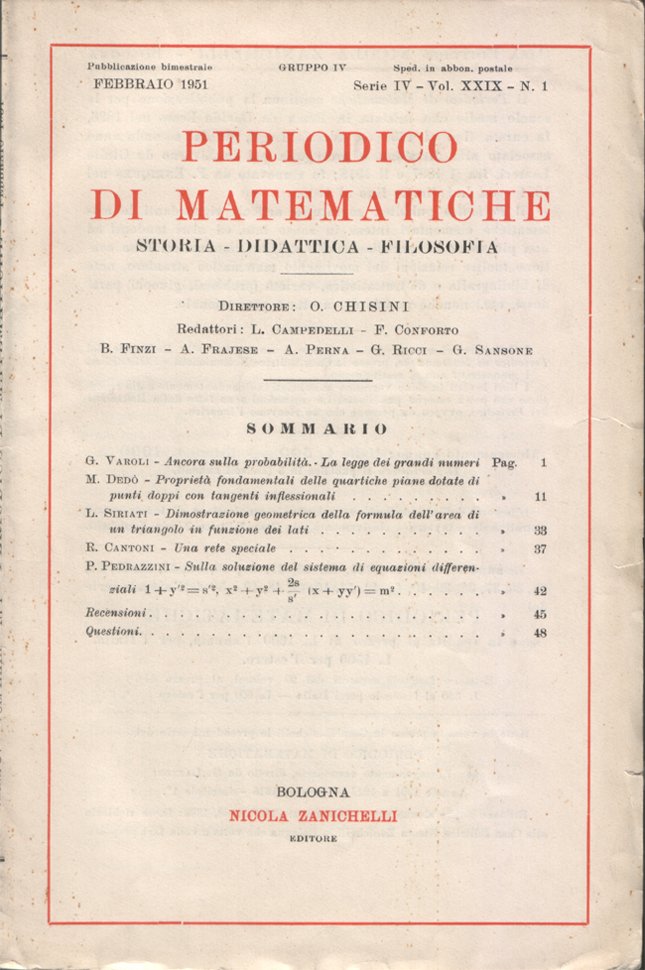 Pubblicazione bimestrale GRUPPO IV Sped. in abbon. postale
FEBBRAIO 1951 Serie IV - Vol. XXIX - N. 1
PERIODICO
DI MATEMATICHE
STORIA - DIDATTICA - FILOSOFIA
DIRETTORE: O. CHISINI
Redattori: L. CAMPEDELLI - F. CONFORTO
B. FINZI - A. FRAJESE - A. PERNA - G. RICCI - G. SANSONE
SOMMARIO
G. VAROLI - Ancora sulla probabilità. - La legge dei grandi numeri Pag. 1
M. DEDÒ - Proprietà fondamentali delle quartiche piane dotate di
punti doppi con tangenti inflessionali . . . . . . . . . » 11
L. SIRIATI - Dimostrazione geometrica della formula dell'area di
un triangolo in funzione dei lati . . . . . . . . . . . » 33
R. CANTONI - Una rete speciale . . . . . . . . . . . . » 37
P. PEDRAZZINI - Sulla soluzione del sistema di equazioni differen-
ziali 1 + y'² = s'², x² + y² + 2s/s' (x + yy') = m² . . . . . . » 42
Recensioni . . . . . . . . . . . . . . . . . . . . » 45
Questioni. . . . . . . . . . . . . . . . . . . . . » 48
BOLOGNA
NICOLA ZANICHELLI
EDITORE